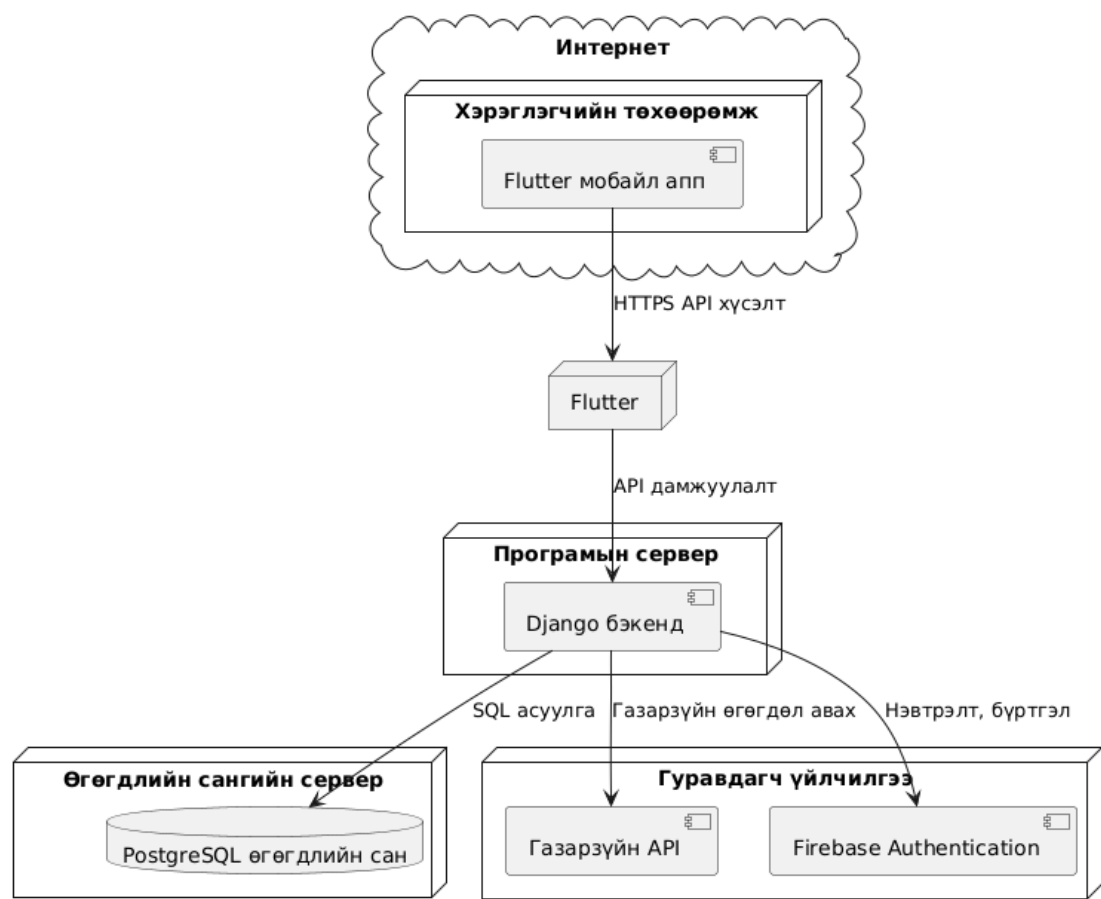 Интернет
Хэрэглэгчийн төхөөрөмж
Flutter мобайл апп
HTTPS API хүсэлт
Flutter
API дамжуулалт
Програмын сервер
Django бэкенд
SQL асуулга
Газарзүйн өгөгдөл авах
Нэвтрэлт, бүртгэл
Өгөгдлийн сангийн сервер
PostgreSQL өгөгдлийн сан
Гуравдагч үйлчилгээ
Газарзүйн API
Firebase Authentication